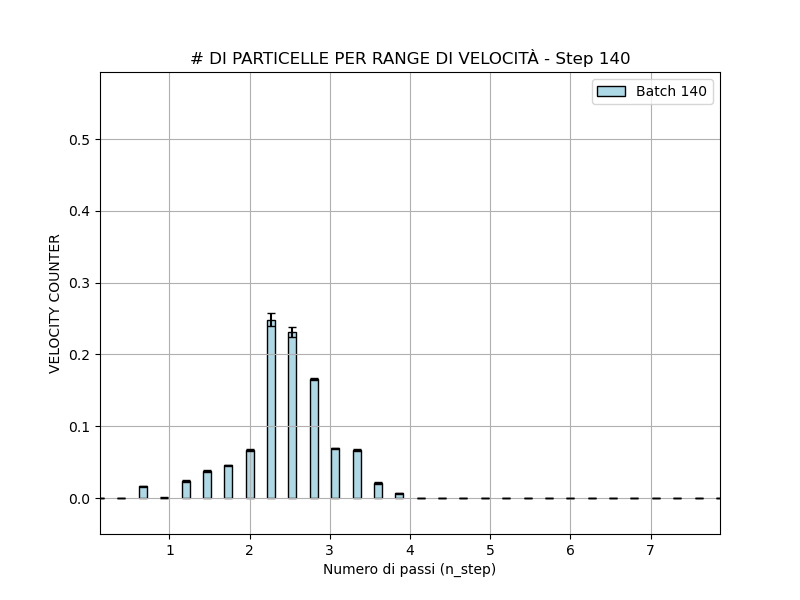 # DI PARTICELLE PER RANGE DI VELOCITÀ - Step 140
Batch 140
VELOCITY COUNTER
0.5
0.4
0.3
0.2
0.1
0.0
1 2 3 4 5 6 7
Numero di passi (n_step)